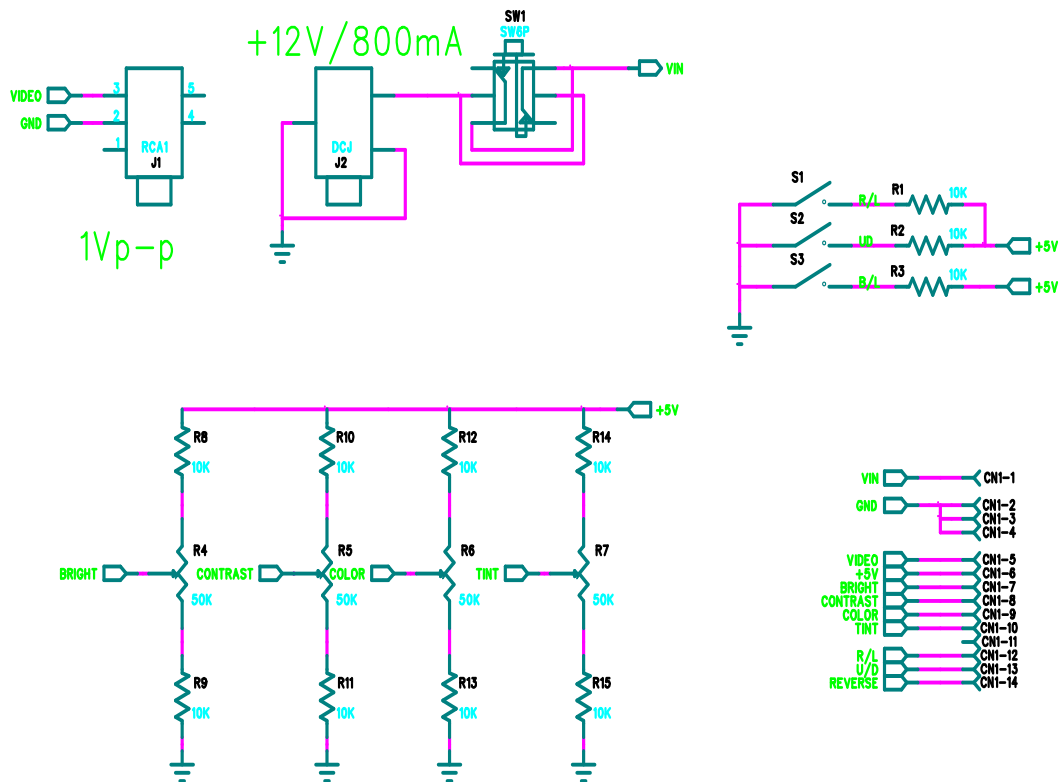 SW1
SW6P
+12V/800mA
VIN
VIDEO
GND
3
2
1
5
4
RCA1
J1
DCJ
J2
1Vp-p
S1
R/L
R1
10K
S2
UD
R2
10K
+5V
S3
R/L
R3
10K
+5V
+5V
R8
10K
R10
10K
R12
10K
R14
10K
BRIGHT
R4
50K
CONTRAST
R5
50K
COLOR
R6
50K
TINT
R7
50K
R9
10K
R11
10K
R13
10K
R15
10K
VIN CN1-1
GND CN1-2
CN1-3
CN1-4
VIDEO CN1-5
+5V CN1-6
BRIGHT CN1-7
CONTRAST CN1-8
COLOR CN1-9
TINT CN1-10
CN1-11
R/L CN1-12
U/D CN1-13
REVERSE CN1-14